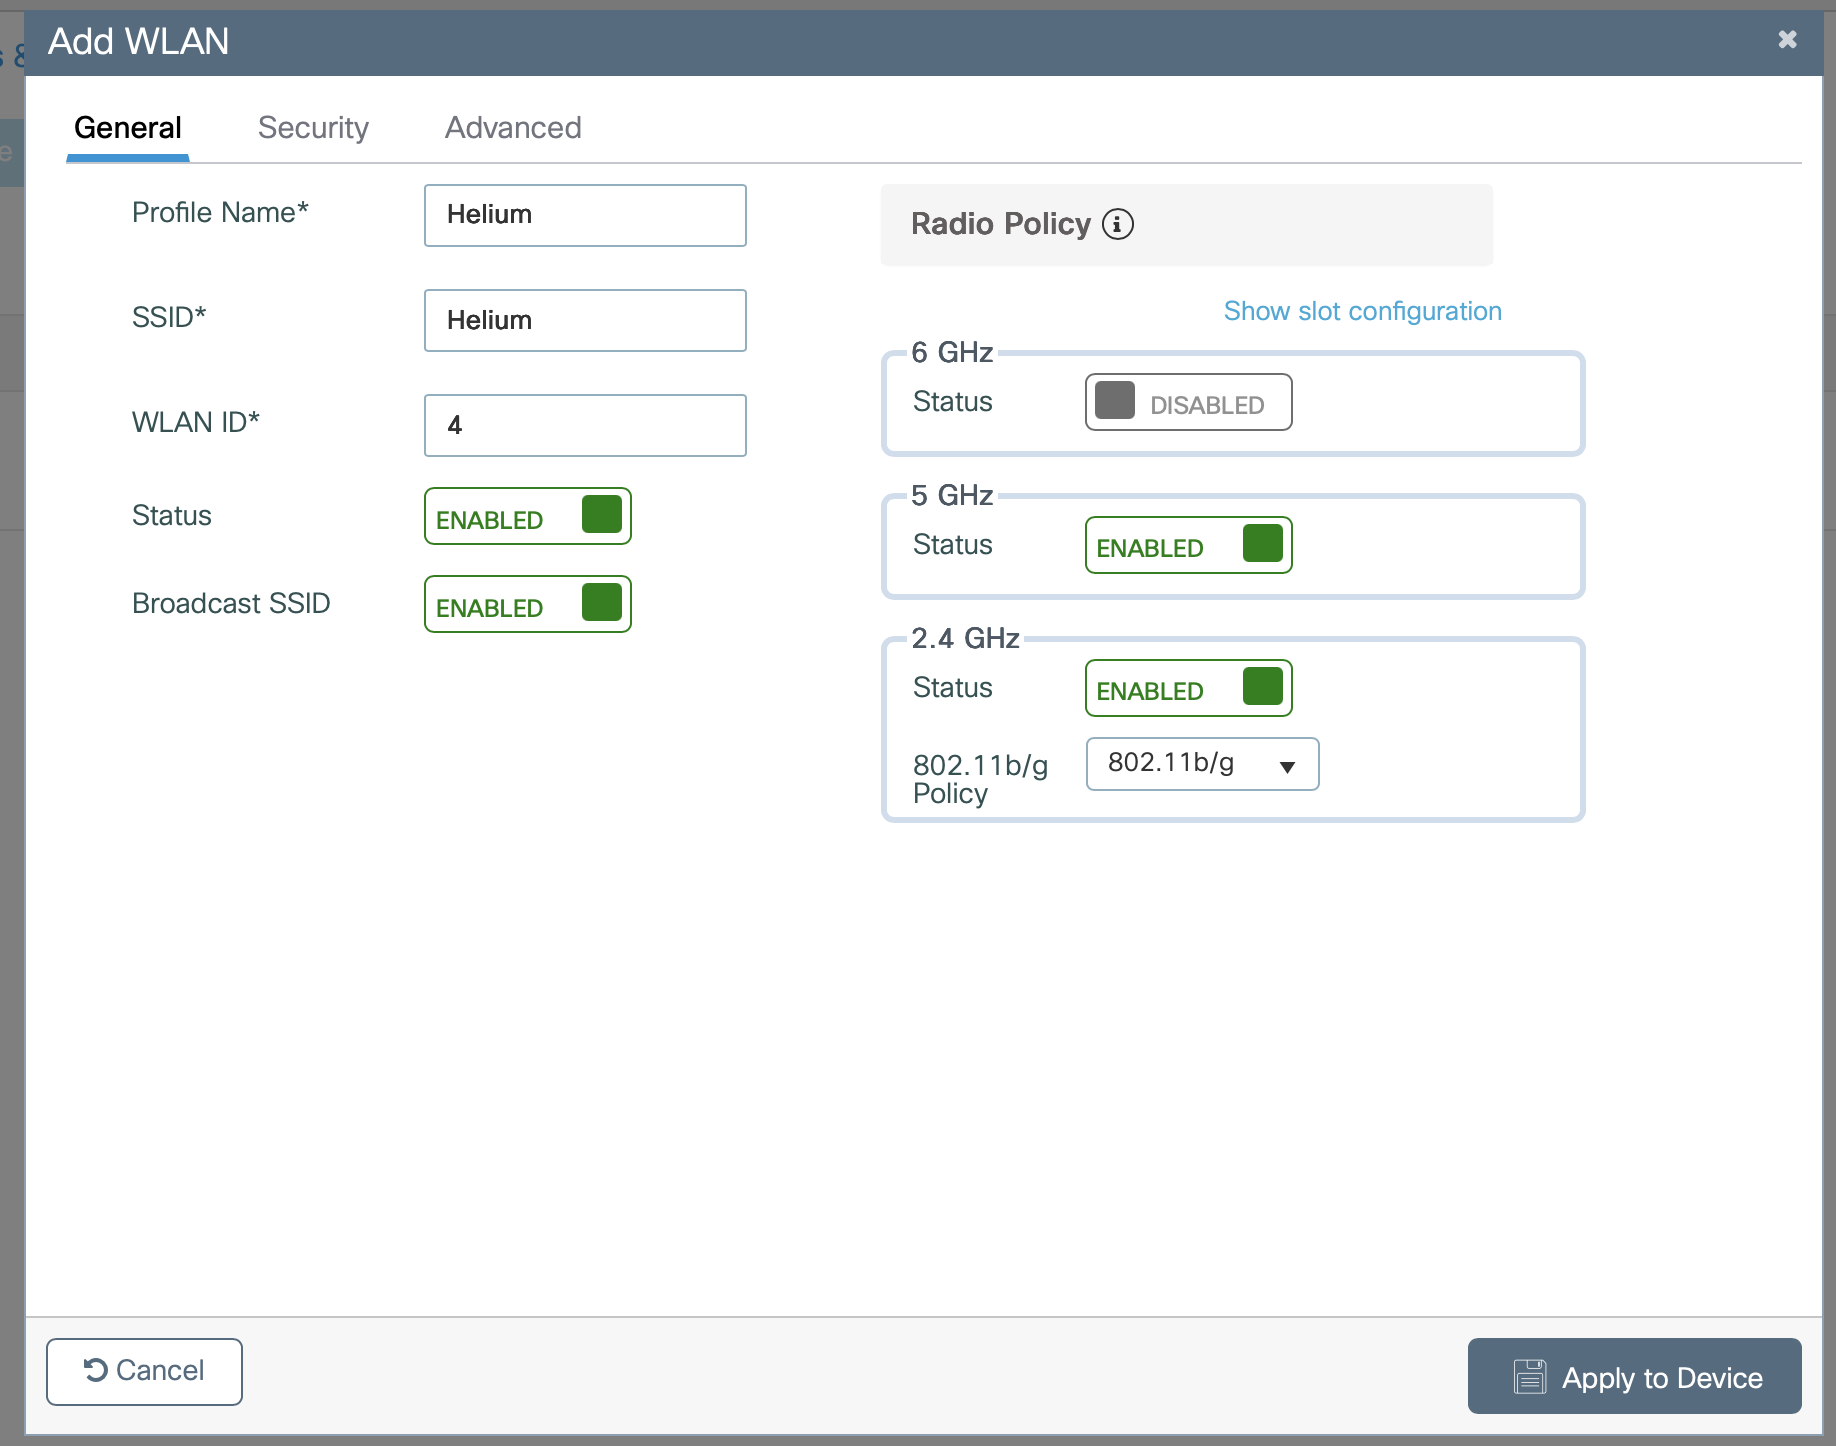 Add WLAN
General Security Advanced
Profile Name* Helium
SSID* Helium
WLAN ID* 4
Status ENABLED
Broadcast SSID ENABLED
Radio Policy
Show slot configuration
6 GHz
Status DISABLED
5 GHz
Status ENABLED
2.4 GHz
Status ENABLED
802.11b/g 802.11b/g
Policy
Cancel
Apply to Device